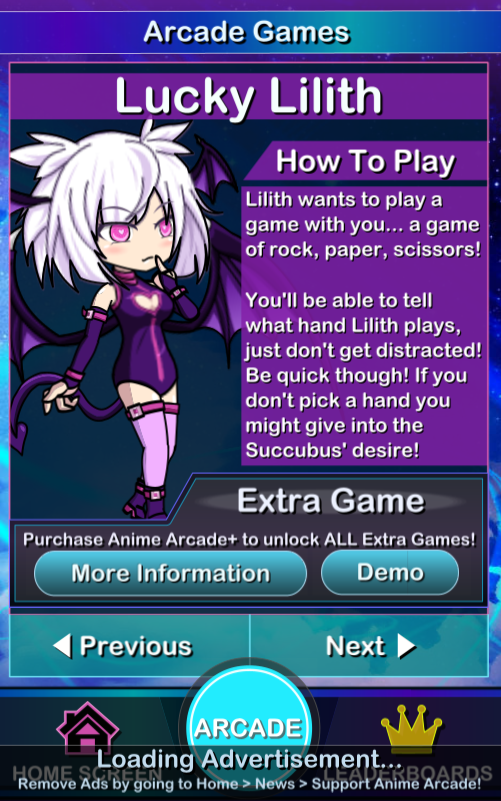 Arcade Games
Lucky Lilith
How To Play
Lilith wants to play a
game with you... a game
of rock, paper, scissors!
You'll be able to tell
what hand Lilith plays,
just don't get distracted!
Be quick though! If you
don't pick a hand you
might give into the
Succubus' desire!
Extra Game
Purchase Anime Arcade+ to unlock ALL Extra Games!
More Information
Demo
Previous
Next
ARCADE
Loading Advertisement...
HOME SCREEN
LEADERBOARDS
Remove Ads by going to Home > News > Support Anime Arcade!